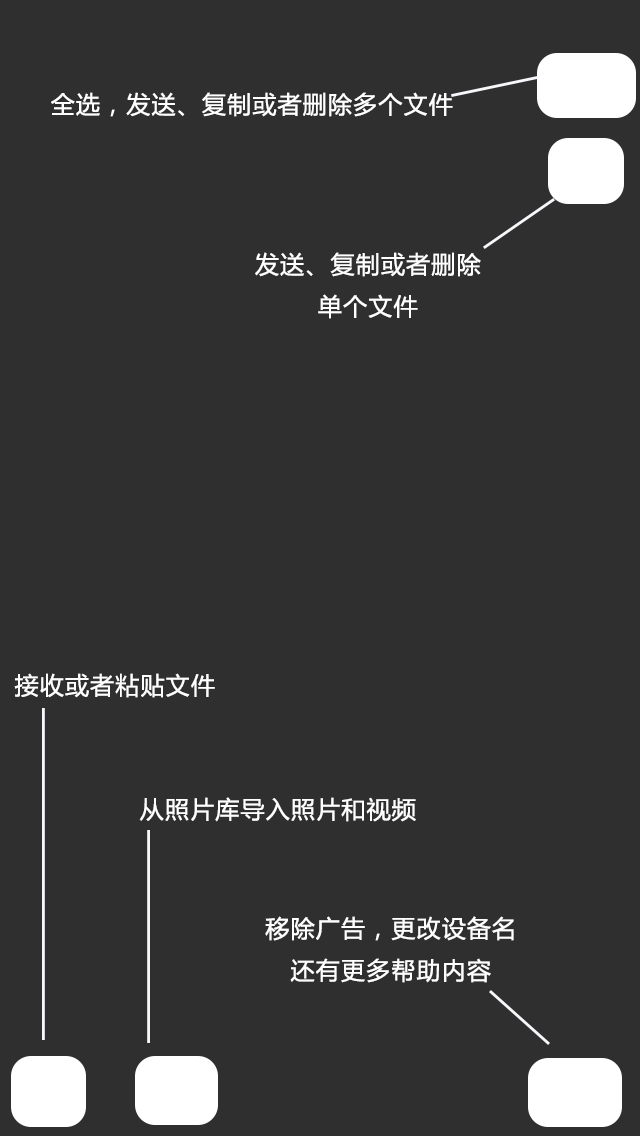 全选，发送、复制或者删除多个文件
发送、复制或者删除
单个文件
接收或者粘贴文件
从照片库导入照片和视频
移除广告，更改设备名
还有更多帮助内容